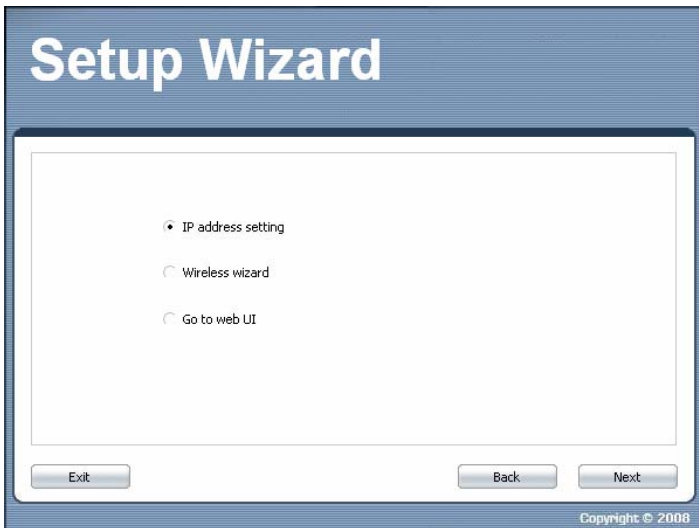 Setup Wizard
IP address setting
Wireless wizard
Go to web UI
Exit Back Next
Copyright © 2008